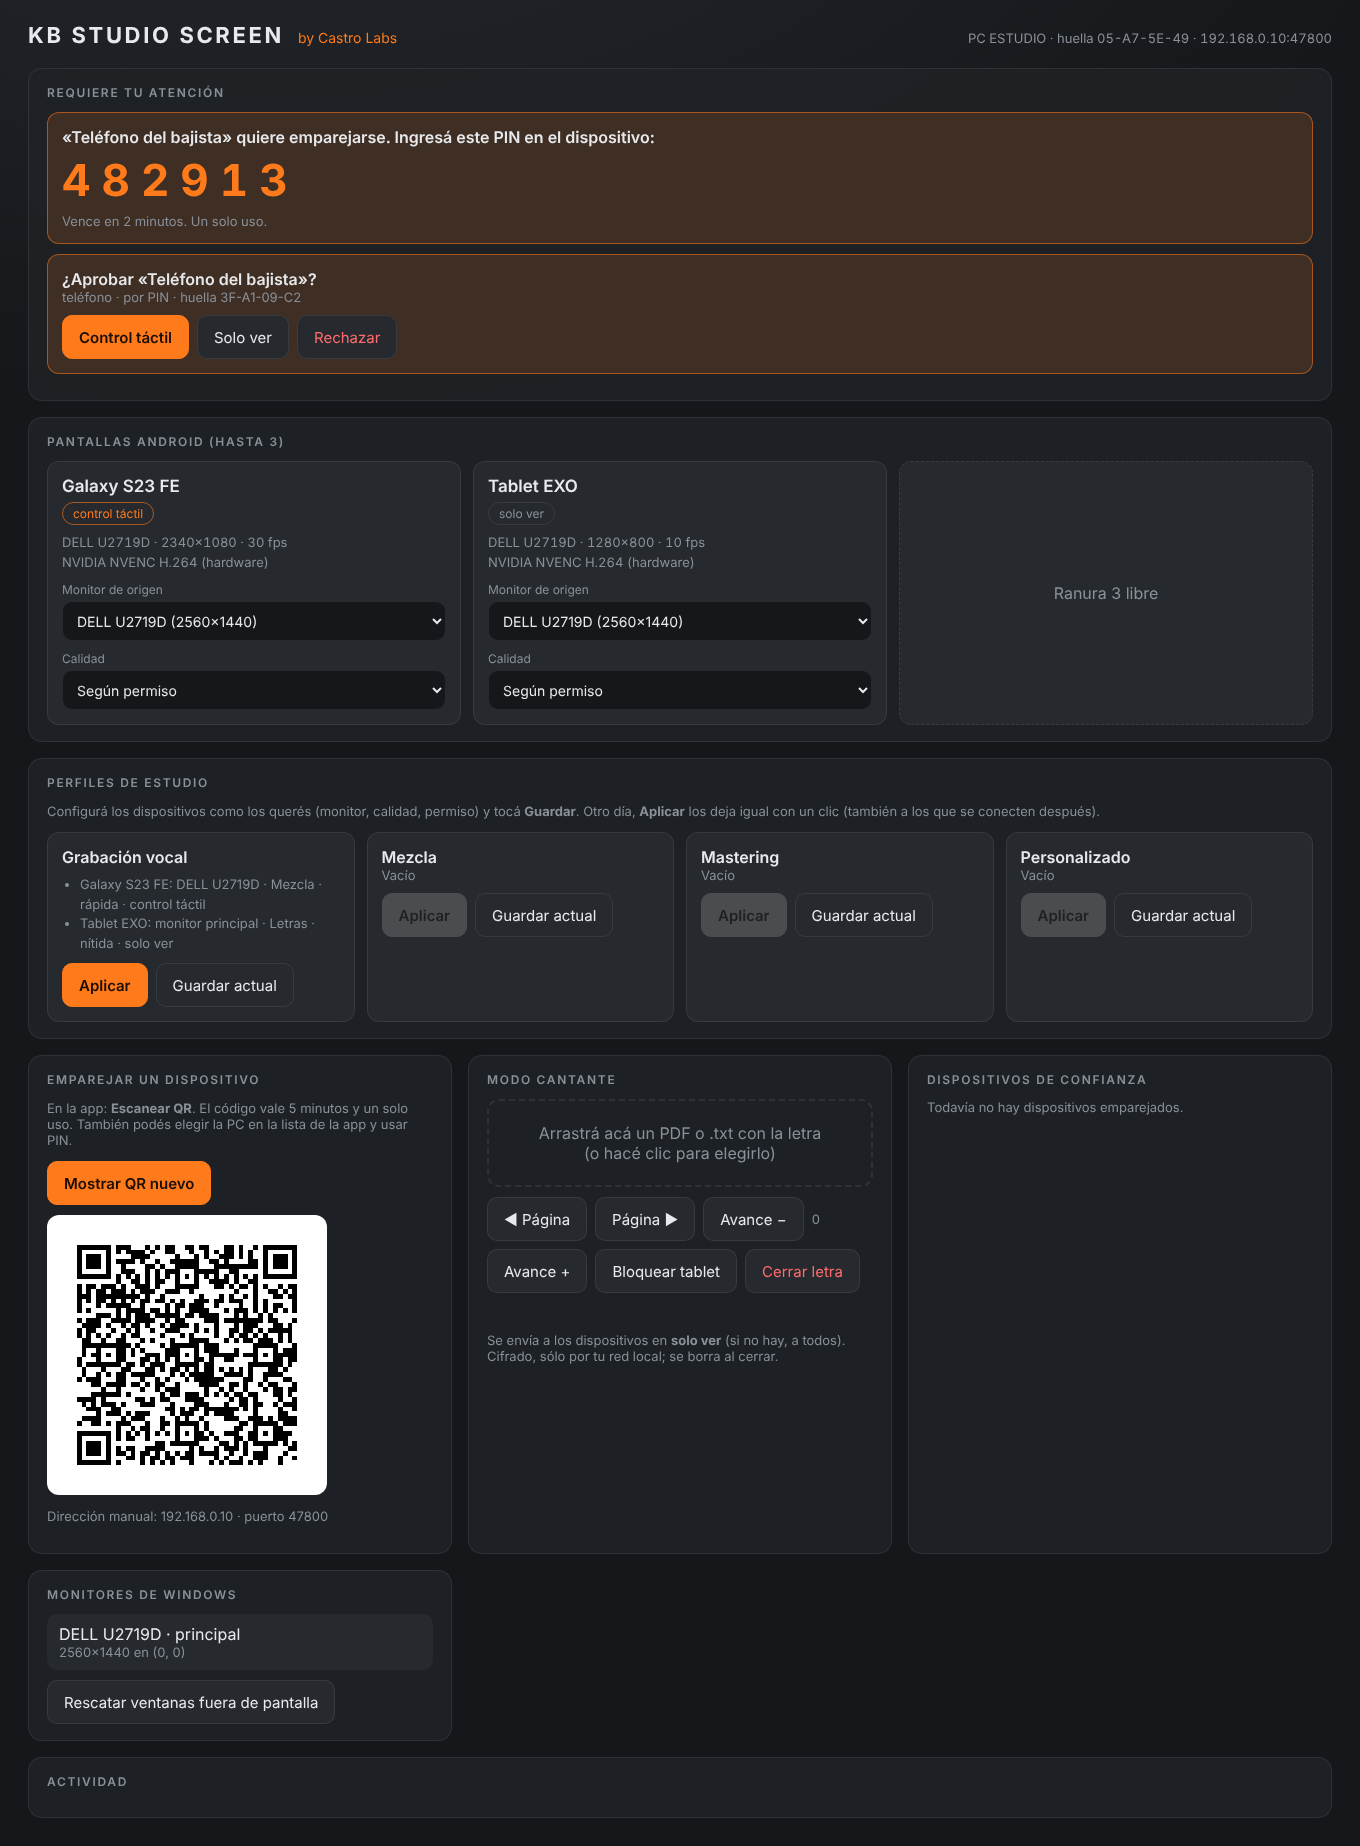 KB STUDIO SCREEN by Castro Labs
PC ESTUDIO · huella 05-A7-5E-49 · 192.168.0.10:47800
REQUIERE TU ATENCIÓN
«Teléfono del bajista» quiere emparejarse. Ingresá este PIN en el dispositivo:
482913
Vence en 2 minutos. Un solo uso.
¿Aprobar «Teléfono del bajista»?
teléfono · por PIN · huella 3F-A1-09-C2
Control táctil
Solo ver
Rechazar
PANTALLAS ANDROID (HASTA 3)
Galaxy S23 FE
control táctil
DELL U2719D · 2340×1080 · 30 fps
NVIDIA NVENC H.264 (hardware)
Monitor de origen
DELL U2719D (2560×1440)
Calidad
Según permiso
Tablet EXO
solo ver
DELL U2719D · 1280×800 · 10 fps
NVIDIA NVENC H.264 (hardware)
Monitor de origen
DELL U2719D (2560×1440)
Calidad
Según permiso
Ranura 3 libre
PERFILES DE ESTUDIO
Configurá los dispositivos como los querés (monitor, calidad, permiso) y tocá Guardar. Otro día, Aplicar los deja igual con un clic (también a los que se conecten después).
Grabación vocal
• Galaxy S23 FE: DELL U2719D · Mezcla ·
rápida · control táctil
• Tablet EXO: monitor principal · Letras ·
nítida · solo ver
Aplicar
Guardar actual
Mezcla
Vacío
Aplicar
Guardar actual
Mastering
Vacío
Aplicar
Guardar actual
Personalizado
Vacío
Aplicar
Guardar actual
EMPAREJAR UN DISPOSITIVO
En la app: Escanear QR. El código vale 5 minutos y un solo
uso. También podés elegir la PC en la lista de la app y usar
PIN.
Mostrar QR nuevo
Dirección manual: 192.168.0.10 · puerto 47800
MODO CANTANTE
Arrastrá acá un PDF o .txt con la letra
(o hacé clic para elegirlo)
◀ Página
Página ▶
Avance −
0
Avance +
Bloquear tablet
Cerrar letra
Se envía a los dispositivos en solo ver (si no hay, a todos).
Cifrado, sólo por tu red local; se borra al cerrar.
DISPOSITIVOS DE CONFIANZA
Todavía no hay dispositivos emparejados.
MONITORES DE WINDOWS
DELL U2719D · principal
2560×1440 en (0, 0)
Rescatar ventanas fuera de pantalla
ACTIVIDAD